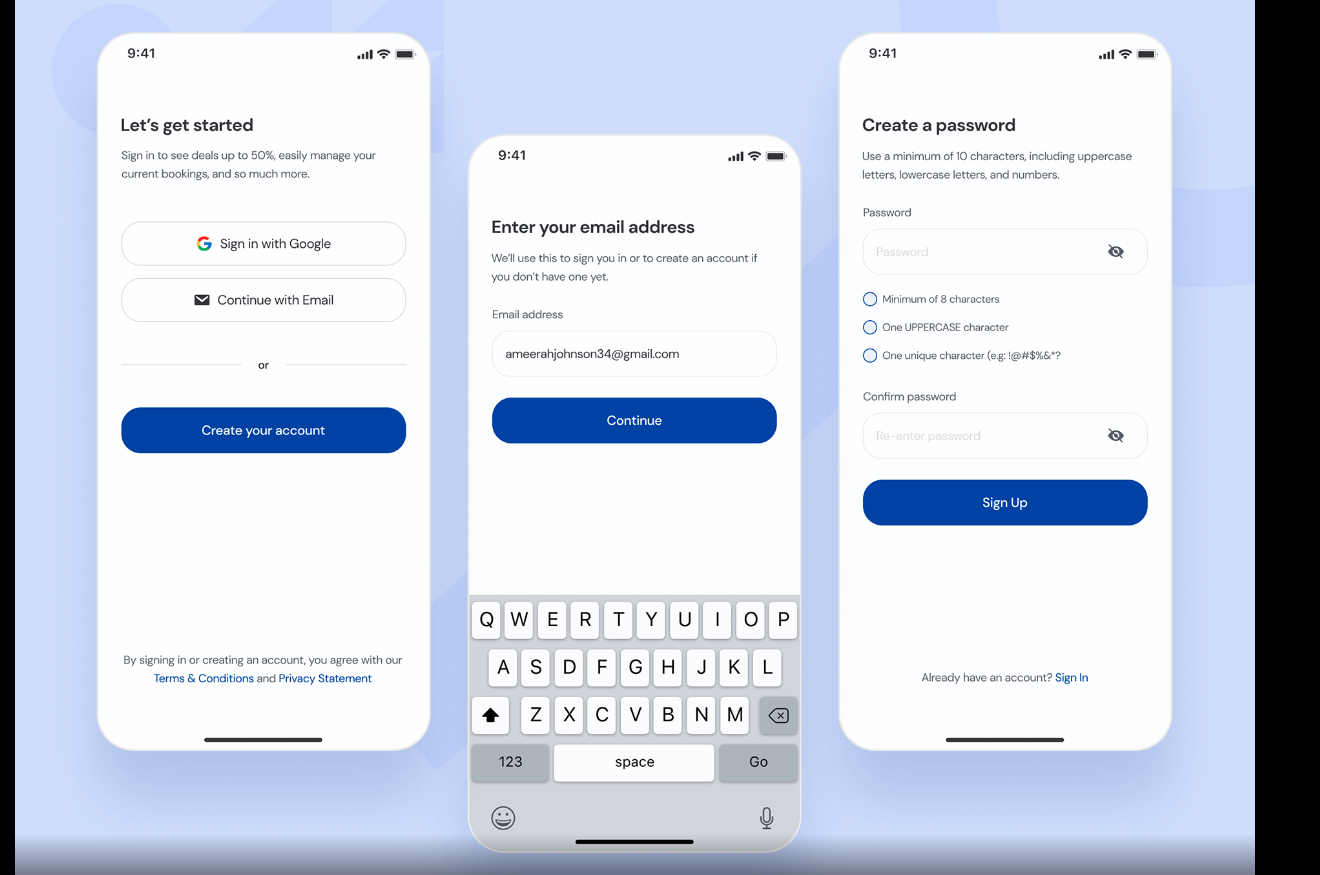 9:41
Let's get started
Sign in to see deals up to 50%, easily manage your
current bookings, and so much more.
Sign in with Google
Continue with Email
or
Create your account
By signing in or creating an account, you agree with our
Terms & Conditions and Privacy Statement
9:41
Enter your email address
We'll use this to sign you in or to create an account if
you don't have one yet.
Email address
ameerahjohnson34@gmail.com
Continue
Q W E R T Y U I O P
A S D F G H J K L
Z X C V B N M
123 space Go
9:41
Create a password
Use a minimum of 10 characters, including uppercase
letters, lowercase letters, and numbers.
Password
Password
Minimum of 8 characters
One UPPERCASE character
One unique character (e.g: !@#$%&*?
Confirm password
Re-enter password
Sign Up
Already have an account? Sign In